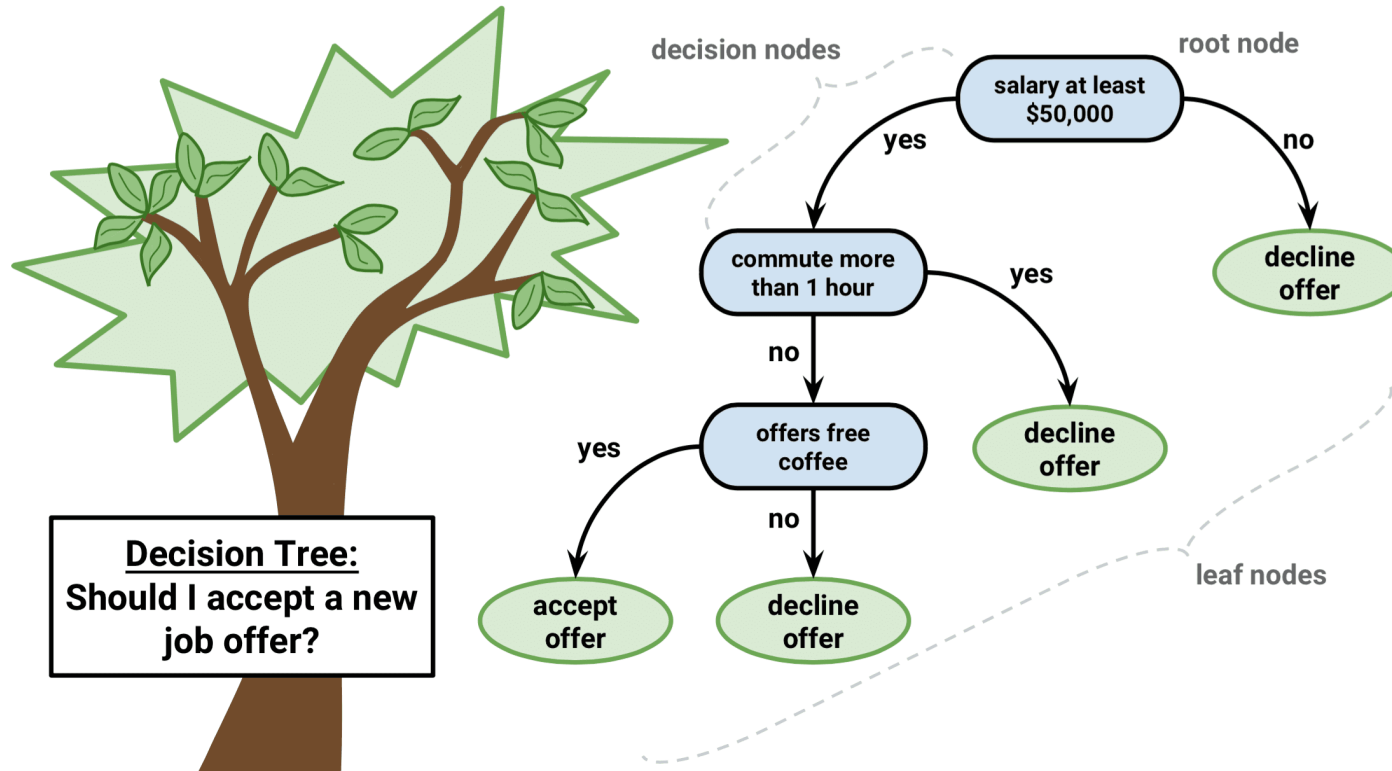 decision nodes
root node
salary at least
$50,000
yes
no
commute more
than 1 hour
yes
decline
offer
no
offers free
coffee
yes
decline
offer
no
leaf nodes
accept
offer
decline
offer
Decision Tree:
Should I accept a new
job offer?